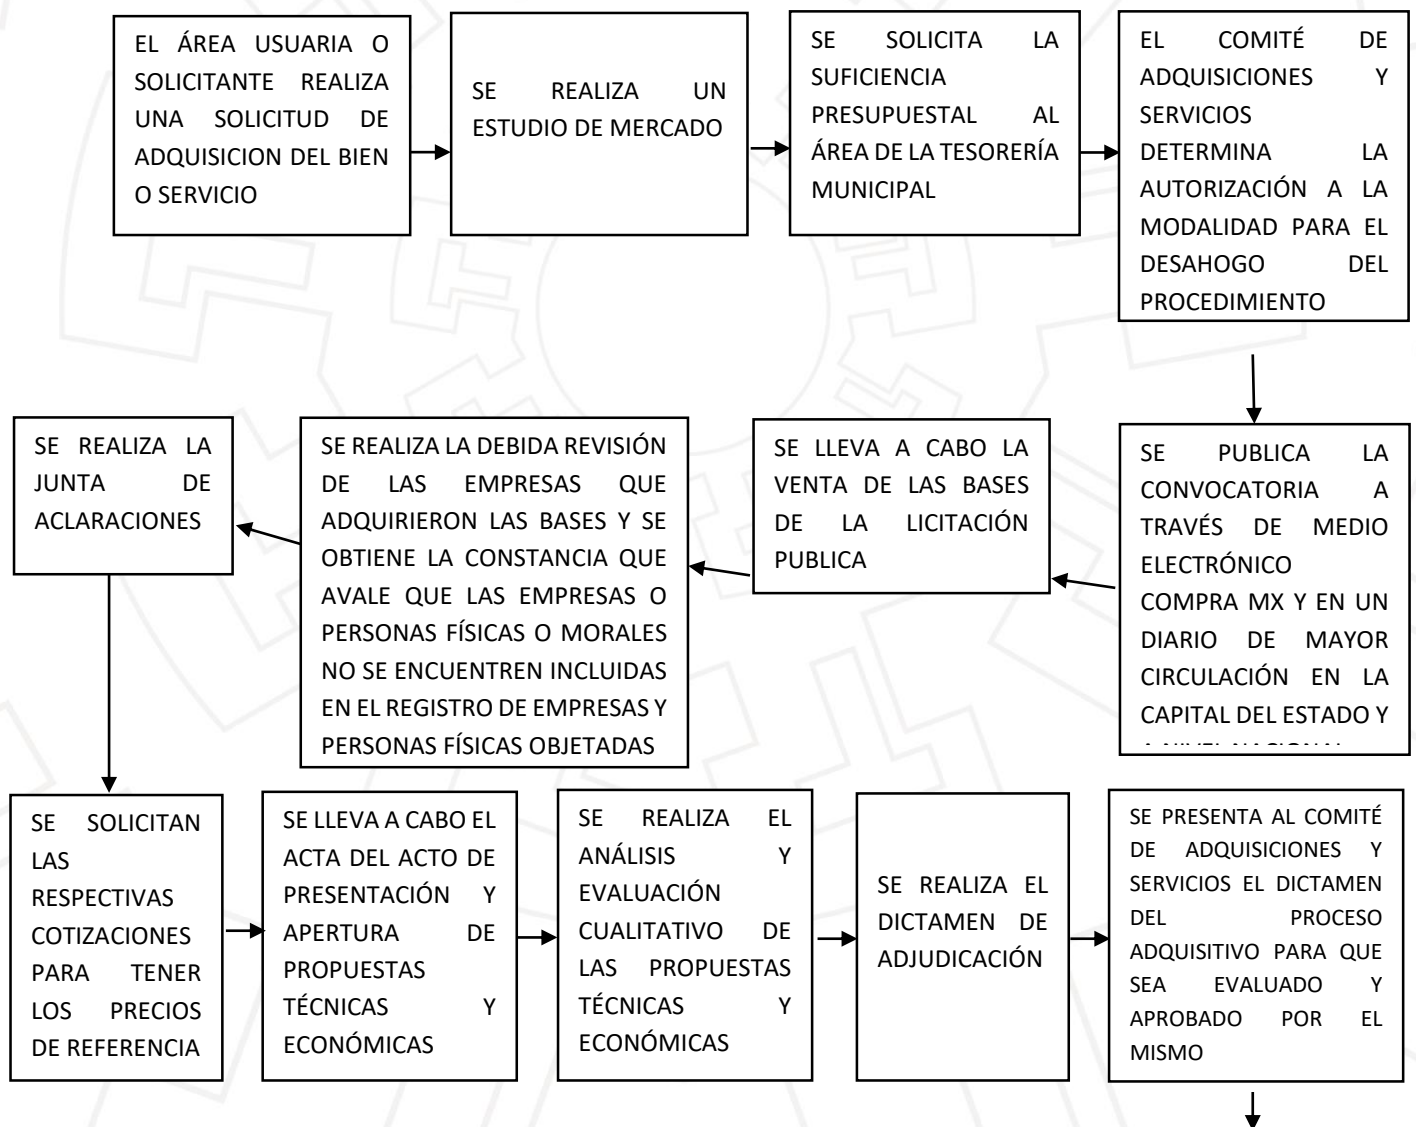 EL ÁREA USUARIA O
SOLICITANTE REALIZA
UNA SOLICITUD DE
ADQUISICION DEL BIEN
O SERVICIO
SE REALIZA UN
ESTUDIO DE MERCADO
SE SOLICITA LA
SUFICIENCIA
PRESUPUESTAL AL
ÁREA DE LA TESORERÍA
MUNICIPAL
EL COMITÉ DE
ADQUISICIONES Y
SERVICIOS
DETERMINA LA
AUTORIZACIÓN A LA
MODALIDAD PARA EL
DESAHOGO DEL
PROCEDIMIENTO
SE PUBLICA LA
CONVOCATORIA A
TRAVÉS DE MEDIO
ELECTRÓNICO
COMPRA MX Y EN UN
DIARIO DE MAYOR
CIRCULACIÓN EN LA
CAPITAL DEL ESTADO Y
SE LLEVA A CABO LA
VENTA DE LAS BASES
DE LA LICITACIÓN
PUBLICA
SE REALIZA LA DEBIDA REVISIÓN
DE LAS EMPRESAS QUE
ADQUIRIERON LAS BASES Y SE
OBTIENE LA CONSTANCIA QUE
AVALE QUE LAS EMPRESAS O
PERSONAS FÍSICAS O MORALES
NO SE ENCUENTREN INCLUIDAS
EN EL REGISTRO DE EMPRESAS Y
PERSONAS FÍSICAS OBJETADAS
SE REALIZA LA
JUNTA DE
ACLARACIONES
SE SOLICITAN
LAS
RESPECTIVAS
COTIZACIONES
PARA TENER
LOS PRECIOS
DE REFERENCIA
SE LLEVA A CABO EL
ACTA DEL ACTO DE
PRESENTACIÓN Y
APERTURA DE
PROPUESTAS
TÉCNICAS Y
ECONÓMICAS
SE REALIZA EL
ANÁLISIS Y
EVALUACIÓN
CUALITATIVO DE
LAS PROPUESTAS
TÉCNICAS Y
ECONÓMICAS
SE REALIZA EL
DICTAMEN DE
ADJUDICACIÓN
SE PRESENTA AL COMITÉ
DE ADQUISICIONES Y
SERVICIOS EL DICTAMEN
DEL PROCESO
ADQUISITIVO PARA QUE
SEA EVALUADO Y
APROBADO POR EL
MISMO